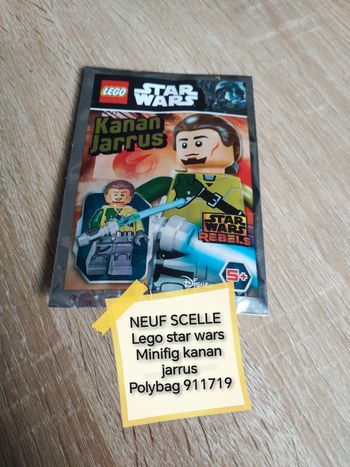 LEGO
STAR
WARS
Kanan
Jarrus
STAR
WARS
REBELS
5+
Disney
NEUF SCELLE
Lego star wars
Minifig kanan
jarrus
Polybag 911719